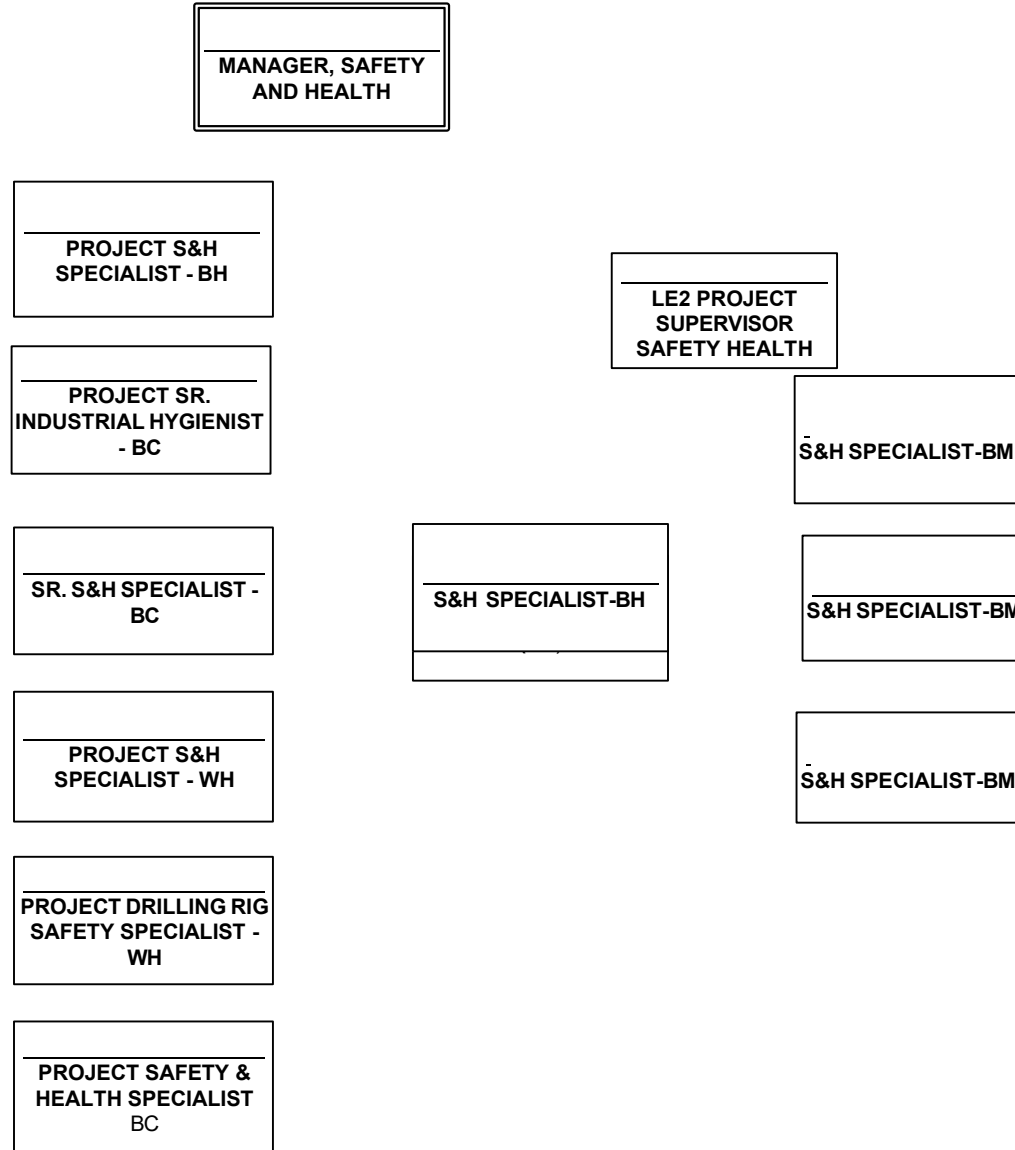 MANAGER, SAFETY
AND HEALTH
PROJECT S&H
SPECIALIST - BH
LE2 PROJECT
SUPERVISOR
SAFETY HEALTH
PROJECT SR.
INDUSTRIAL HYGIENIST
- BC
S&H SPECIALIST-BM
SR. S&H SPECIALIST -
BC
S&H SPECIALIST-BH
S&H SPECIALIST-BM
PROJECT S&H
SPECIALIST - WH
S&H SPECIALIST-BM
PROJECT DRILLING RIG
SAFETY SPECIALIST -
WH
PROJECT SAFETY &
HEALTH SPECIALIST
BC